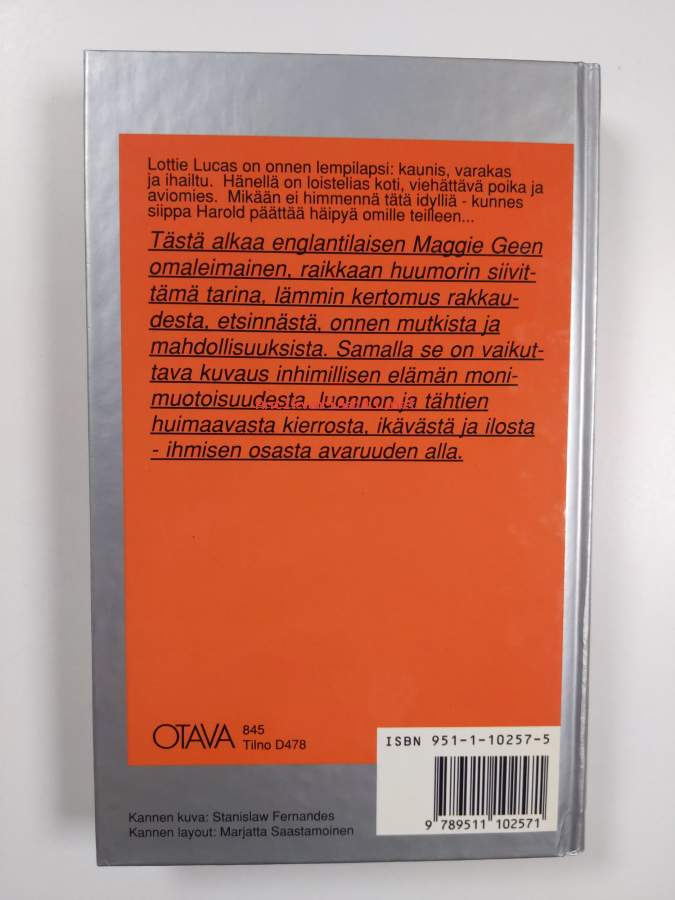 Lottie Lucas on onnen lempilapsi: kaunis, varakas
ja ihailtu. Hänellä on loistelias koti, viehättävä poika ja
aviomies. Mikään ei himmennä tätä idylliä - kunnes
siippa Harold päättää häipyä omille teilleen...
Tästä alkaa englantilaisen Maggie Geen
omaleimainen, raikkaan huumorin siivit-
tämä tarina, lämmin kertomus rakkau-
desta, etsinnästä, onnen mutkista ja
mahdollisuuksista. Samalla se on vaikut-
tava kuvaus inhimillisen elämän moni-
muotoisuudesta, luonnon ja tähtien
huimaavasta kierrosta, ikävästä ja ilosta
- ihmisen osasta avaruuden alla.
OTAVA
845
Tilno D478
ISBN 951-1-10257-5
9 789511 102571
Kannen kuva: Stanislaw Fernandes
Kannen layout: Marjatta Saastamoinen